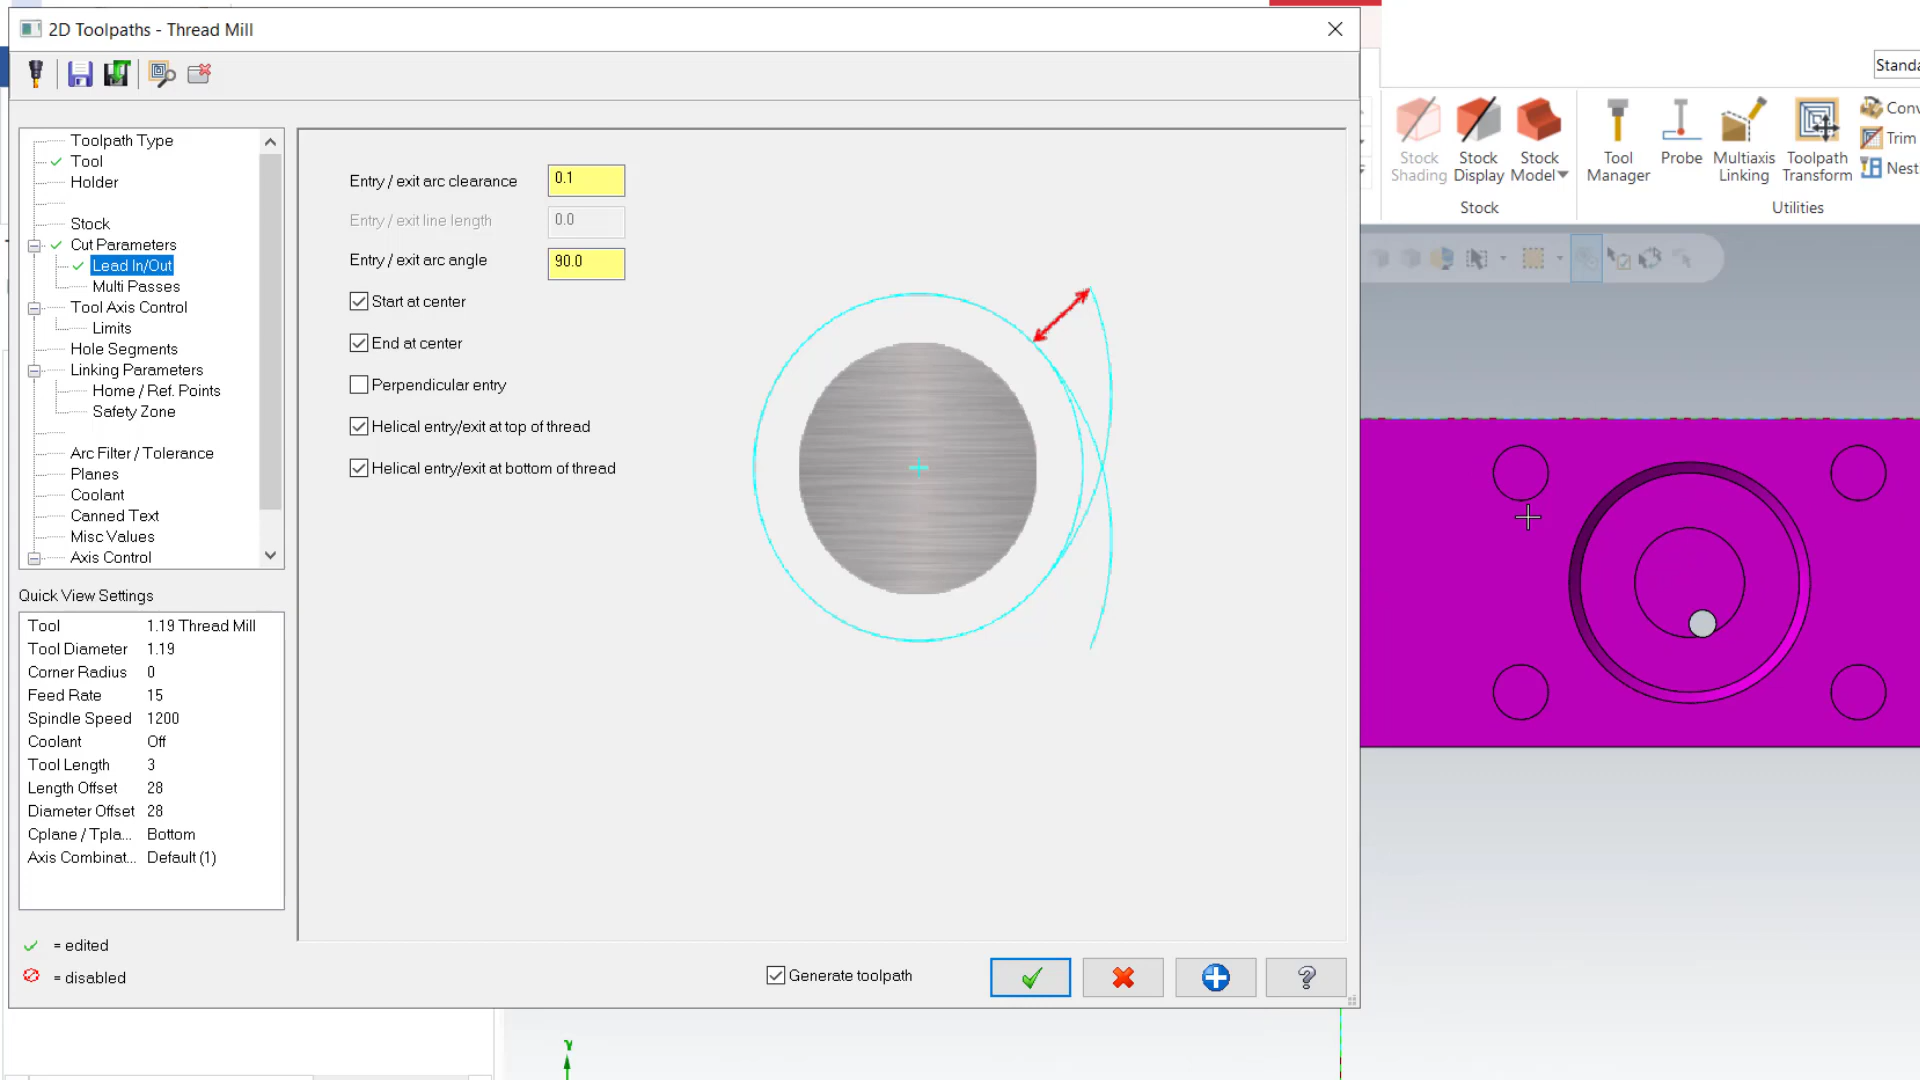 2D Toolpaths - Thread Mill
Toolpath Type
Tool
Holder
Stock
Cut Parameters
Lead In/Out
Multi Passes
Tool Axis Control
Limits
Hole Segments
Linking Parameters
Home / Ref. Points
Safety Zone
Arc Filter / Tolerance
Planes
Coolant
Canned Text
Misc Values
Axis Control
Quick View Settings
Tool 1.19 Thread Mill
Tool Diameter 1.19
Corner Radius 0
Feed Rate 15
Spindle Speed 1200
Coolant Off
Tool Length 3
Length Offset 28
Diameter Offset 28
Cplane / Tpla... Bottom
Axis Combinat... Default (1)
= edited
= disabled
Entry / exit arc clearance 0.1
Entry / exit line length 0.0
Entry / exit arc angle 90.0
Start at center
End at center
Perpendicular entry
Helical entry/exit at top of thread
Helical entry/exit at bottom of thread
Generate toolpath
Standa
Stock Shading
Stock Display
Stock Model
Stock
Tool Manager
Probe
Multiaxis Linking
Toolpath Transform
Conv
Trim
Nest
Utilities
Y